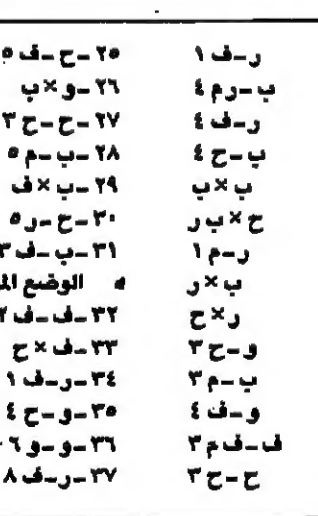 ر-ف ١
ب-ر م ٤
ر-ف ٤
ب-ح ٤
ب×ب
ح×ب ر
ر-م ١
ب×ر
ر×ح
و-ح ٣
ب-م ٣
و-ف ٤
ف-ف م ٣
ح-ح ٣
٢٥-ح-ف ٥
٢٦-و×ب
٢٧-ح-ح ٣
٢٨-ب-م ٥
٢٩-ب×ف
٣٠-ح-ر ٥
٣١-ب-ف ٣
الوضع
٣٢-ف-ف ٢
٣٣-ف×ح
٣٤-ر-ف ١
٣٥-و-ح ٤
٣٦-و-و ٦
٣٧-ر-ف ٨